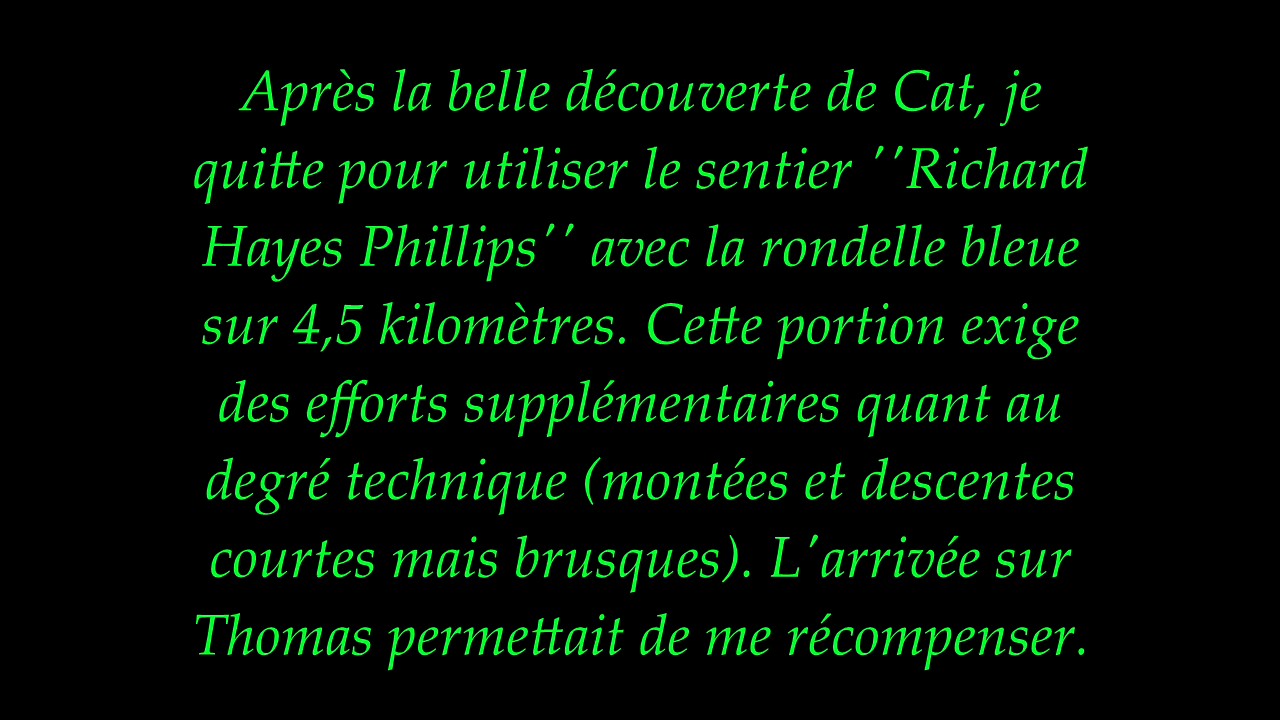 Après la belle découverte de Cat, je
quitte pour utiliser le sentier ''Richard
Hayes Phillips'' avec la rondelle bleue
sur 4,5 kilomètres. Cette portion exige
des efforts supplémentaires quant au
degré technique (montées et descentes
courtes mais brusques). L'arrivée sur
Thomas permettait de me récompenser.